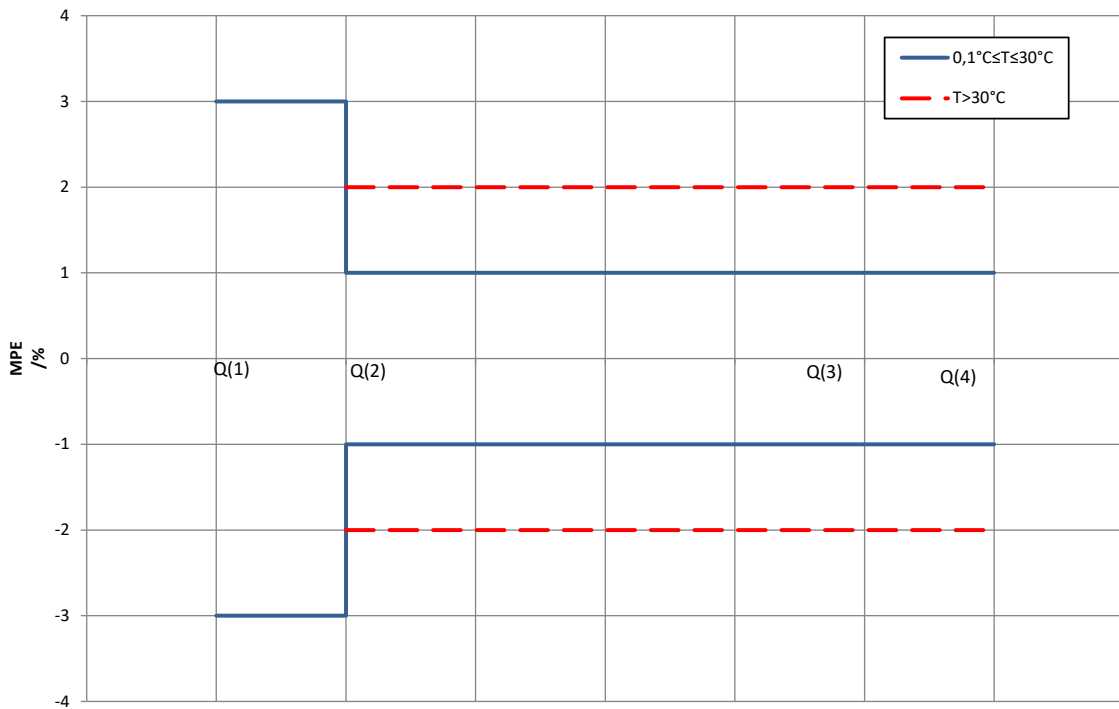 4
0,1°C≤T≤30°C
T>30°C
3
2
1
MPE
/%
0
Q(1)
Q(2)
Q(3)
Q(4)
-1
-2
-3
-4